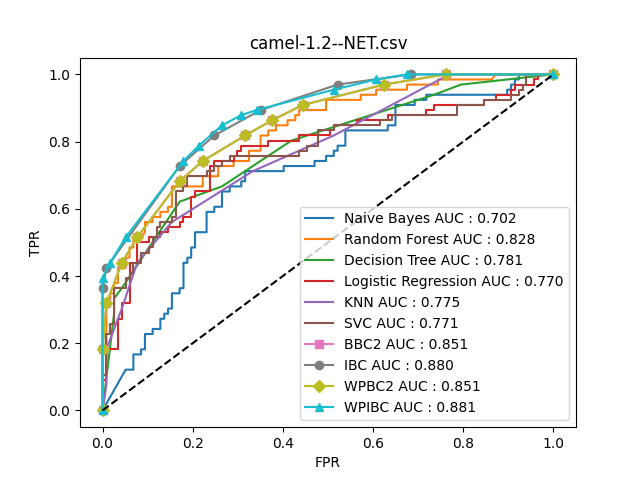 camel-1.2--NET.csv
1.0
0.8
0.6
0.4
0.2
0.0
TPR
Naive Bayes AUC : 0.702
Random Forest AUC : 0.828
Decision Tree AUC : 0.781
Logistic Regression AUC : 0.770
KNN AUC : 0.775
SVC AUC : 0.771
BBC2 AUC : 0.851
IBC AUC : 0.880
WPBC2 AUC : 0.851
WPIBC AUC : 0.881
0.0 0.2 0.4 0.6 0.8 1.0
FPR